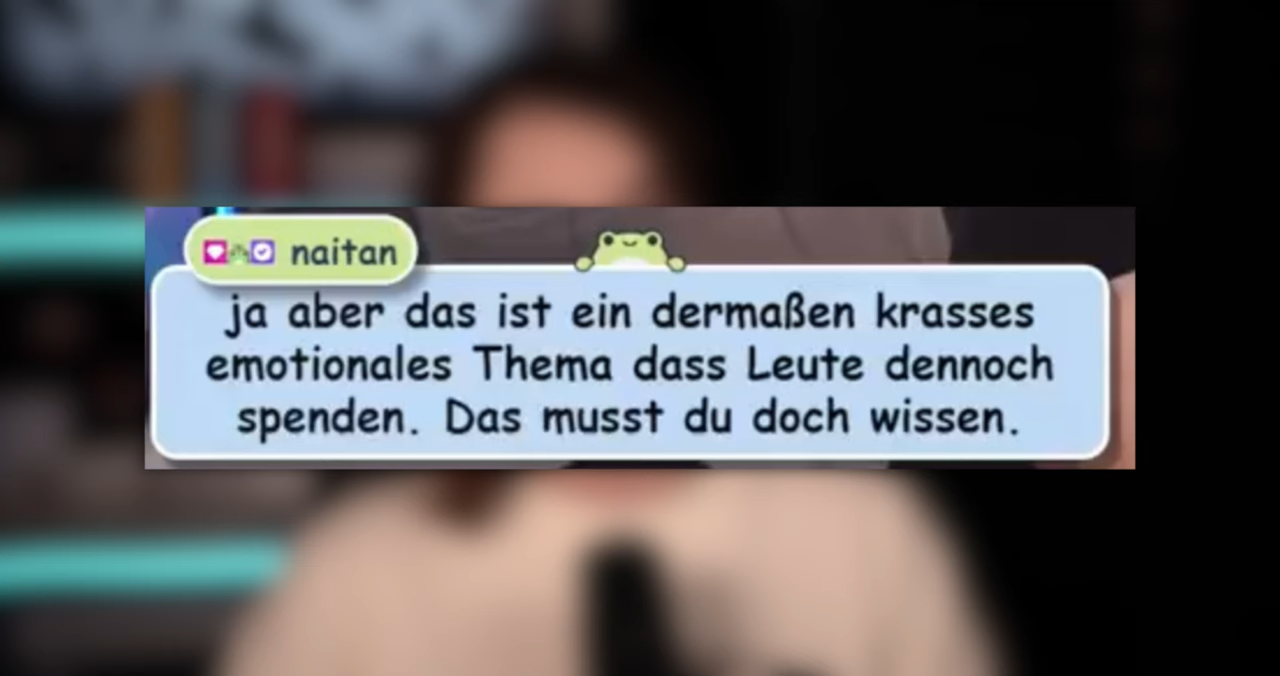 naitan
ja aber das ist ein dermaßen krasses
emotionales Thema dass Leute dennoch
spenden. Das musst du doch wissen.